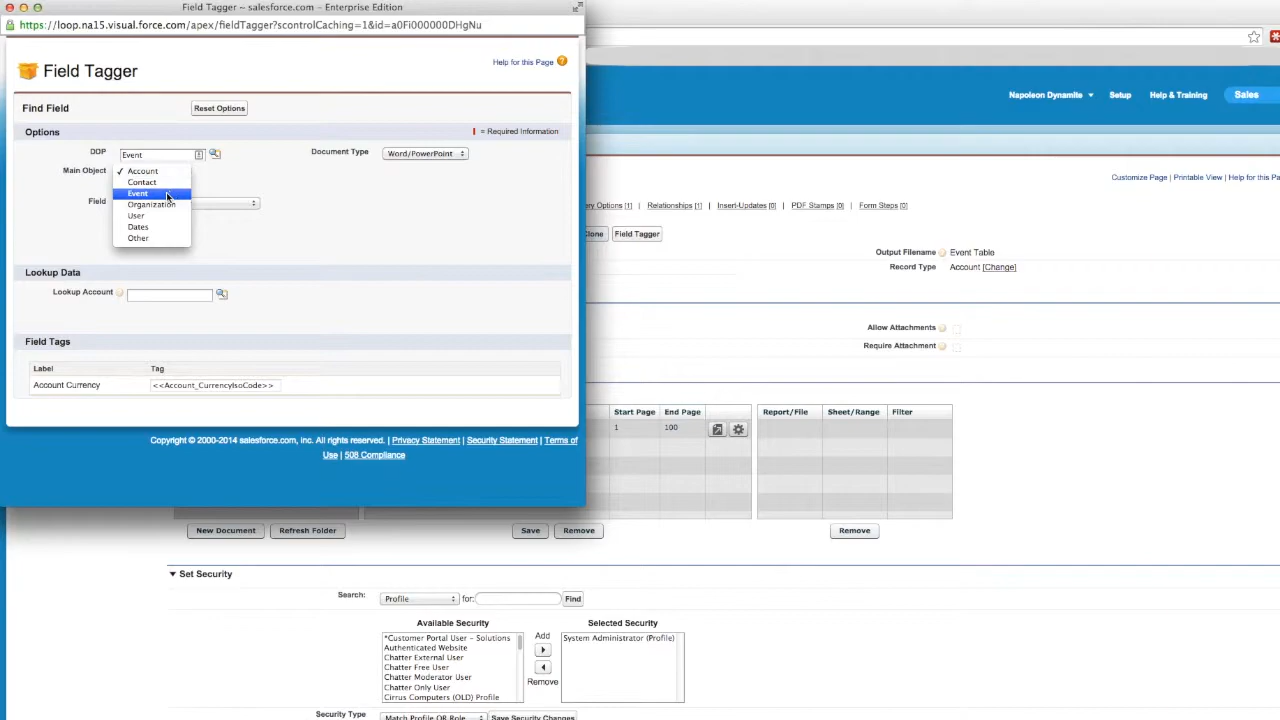 Field Tagger ~ salesforce.com - Enterprise Edition
https://loop.na15.visual.force.com/apex/fieldTagger?scontrolCaching=1&id=a0Fi000000DHgNu
Field Tagger
Help for this Page
Find Field
Reset Options
Options
= Required Information
DDP
Event
Document Type
Word/PowerPoint
Main Object
✓ Account
Contact
Event
Organization
User
Dates
Other
Field
Lookup Data
Lookup Account
Field Tags
Label Tag
Account Currency <<Account_CurrencyIsoCode>>
Copyright © 2000-2014 salesforce.com, inc. All rights reserved. | Privacy Statement | Security Statement | Terms of
Use | 508 Compliance
Napoleon Dynamite
Setup
Help & Training
Sales
Customize Page | Printable View | Help for this Pa
ry Options [1] | Relationships [1] | Insert-Updates [0] | PDF Stamps [0] | Form Steps [0]
lone
Field Tagger
Output Filename Event Table
Record Type Account [Change]
Allow Attachments
Require Attachment
Start Page End Page
1 100
Report/File Sheet/Range Filter
New Document Refresh Folder Save Remove Remove
Set Security
Search: Profile for: Find
Available Security
Add
Remove
Selected Security
*Customer Portal User – Solutions
Authenticated Website
Chatter External User
Chatter Free User
Chatter Moderator User
Chatter Only User
Cirrus Computers (OLD) Profile
System Administrator (Profile)
Security Type Match Profile OR Role Save Security Changes